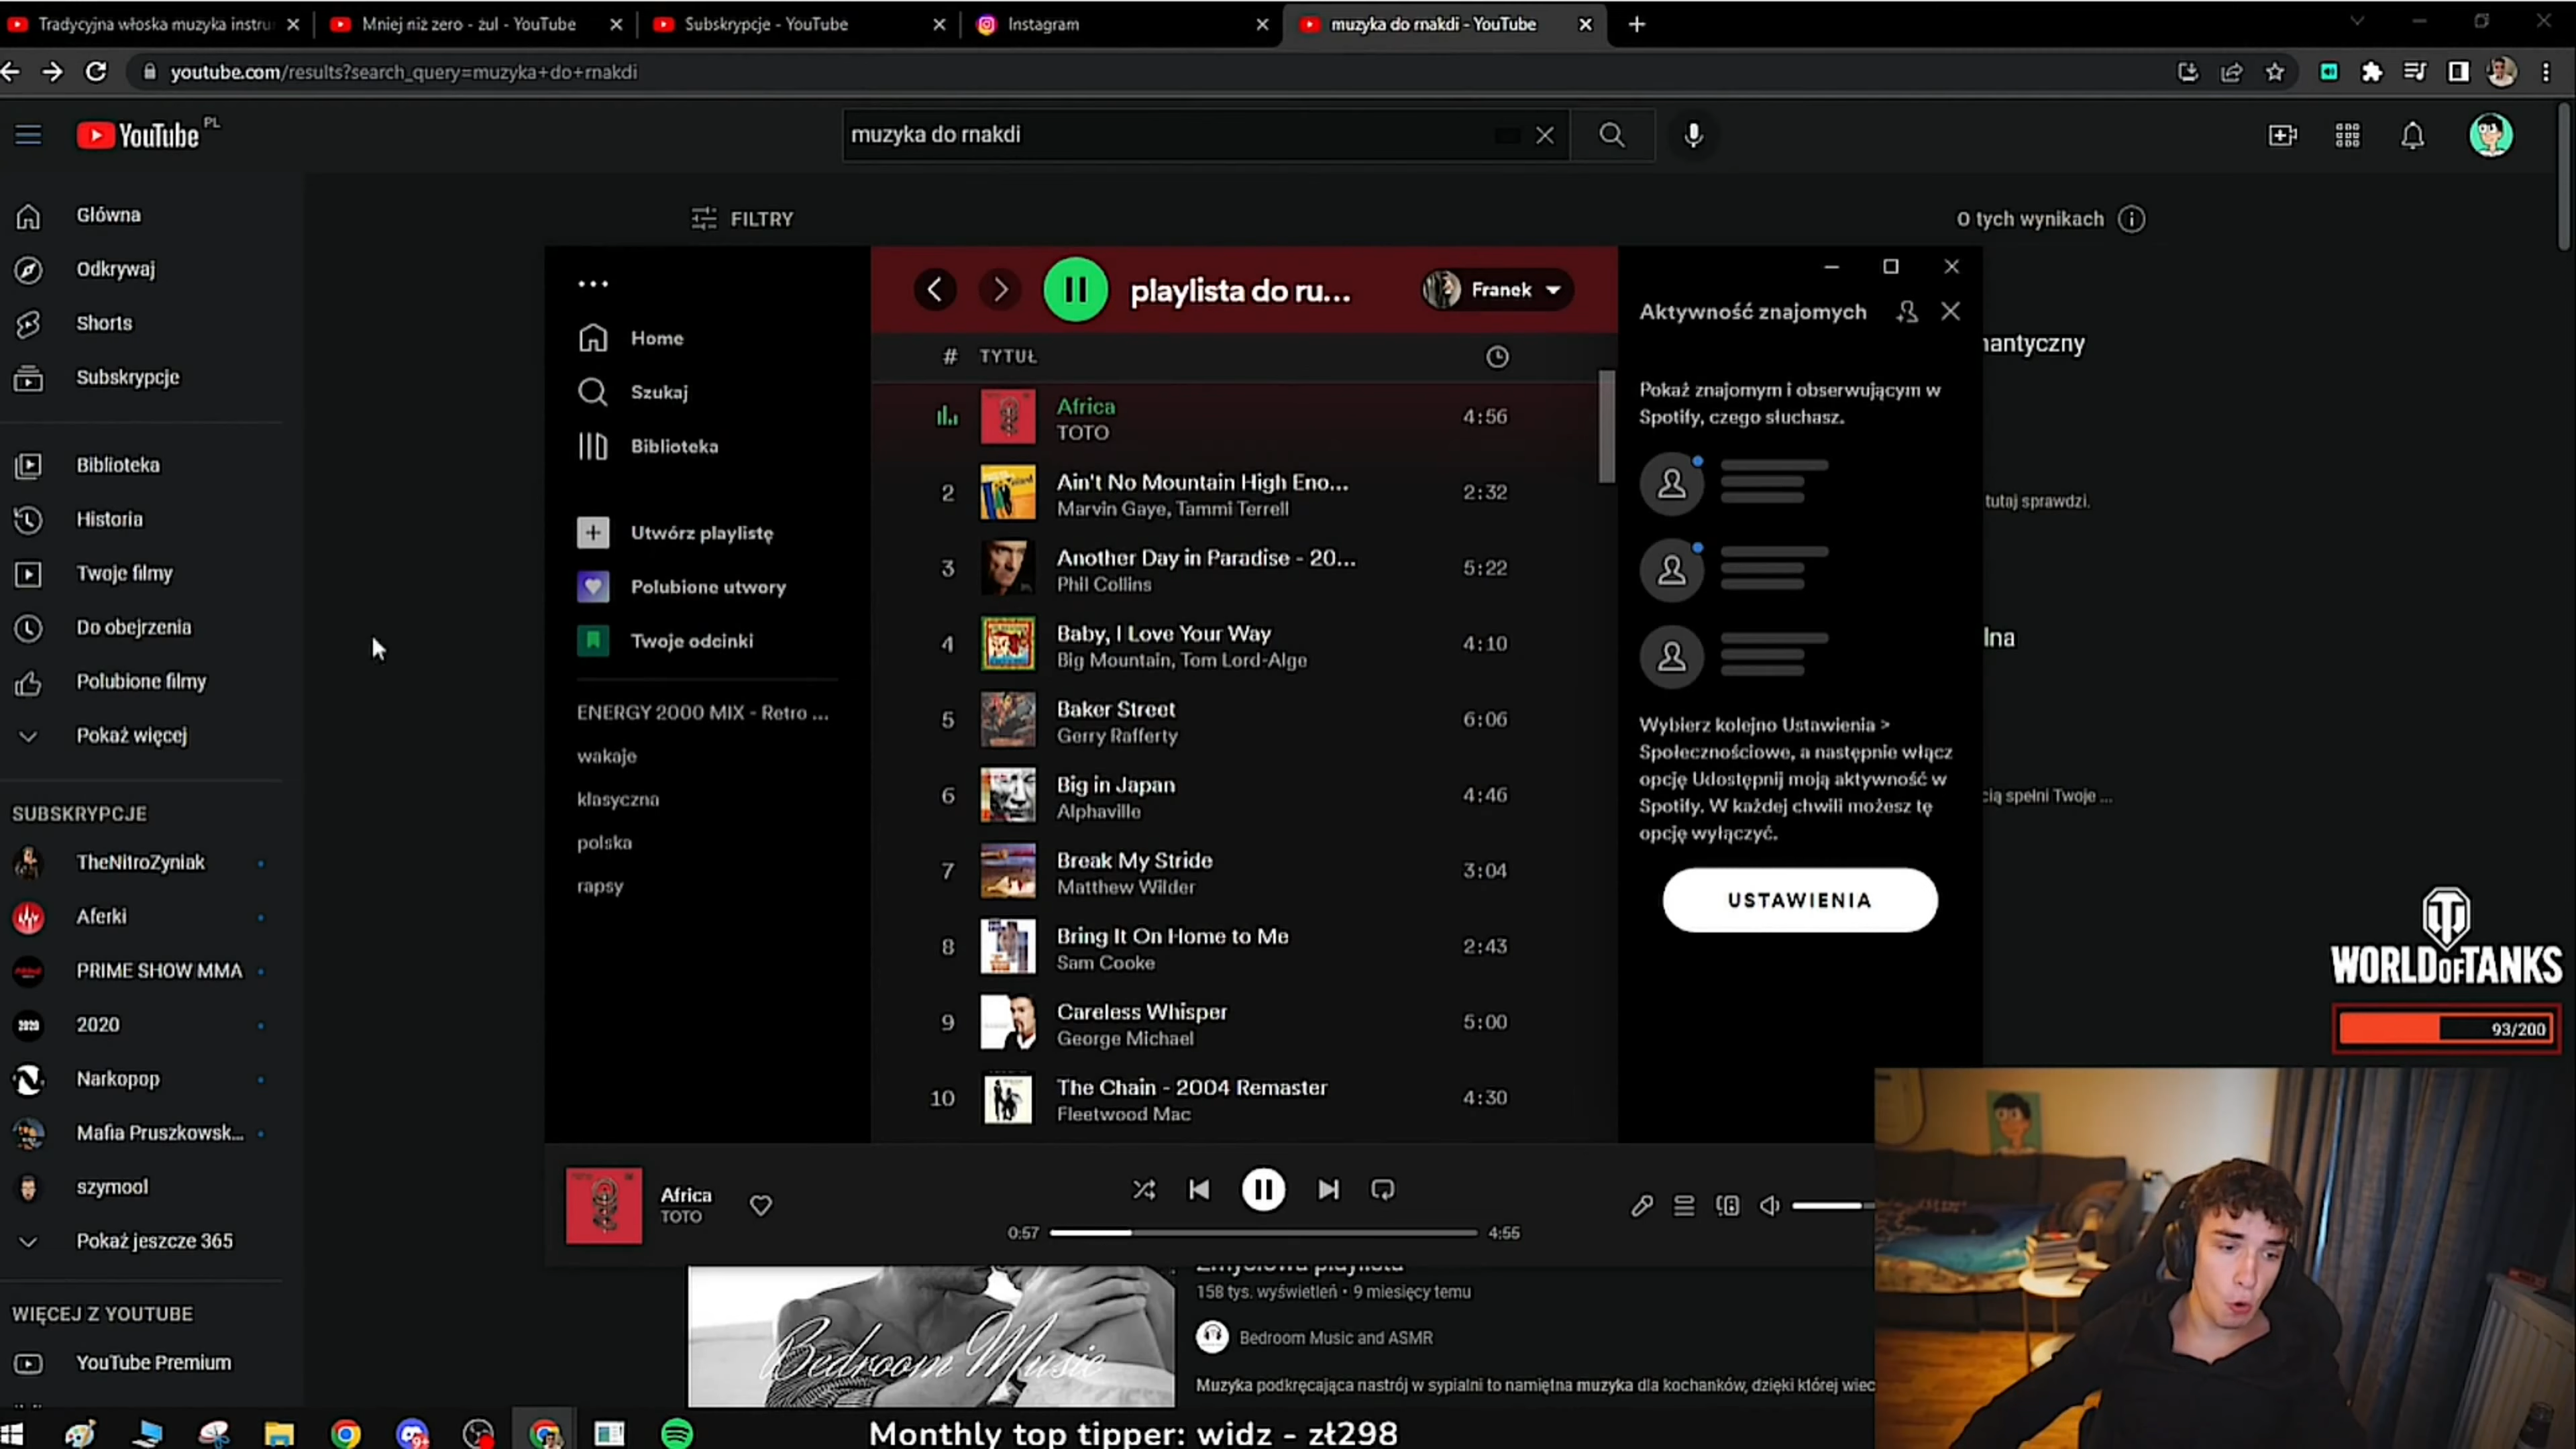 Tradycyjna włoska muzyka instru
Mniej niż zero - żul - YouTube
Subskrypcje - YouTube
Instagram
muzyka do rnakdi - YouTube
youtube.com/results?search_query=muzyka+do+rnakdi
YouTube PL
muzyka do rnakdi
FILTRY
O tych wynikach
Główna
Odkrywaj
Shorts
Subskrypcje
Biblioteka
Historia
Twoje filmy
Do obejrzenia
Polubione filmy
Pokaż więcej
SUBSKRYPCJE
TheNitroZyniak
Aferki
PRIME SHOW MMA
2020
Narkopop
Mafia Pruszkowsk...
szymool
Pokaż jeszcze 365
WIĘCEJ Z YOUTUBE
YouTube Premium
Home
Szukaj
Biblioteka
Utwórz playlistę
Polubione utwory
Twoje odcinki
ENERGY 2000 MIX - Retro ...
wakaje
klasyczna
polska
rapsy
playlista do ru...
Franek
# TYTUŁ
Africa
TOTO
4:56
2
Ain't No Mountain High Eno...
Marvin Gaye, Tammi Terrell
2:32
3
Another Day in Paradise - 20...
Phil Collins
5:22
4
Baby, I Love Your Way
Big Mountain, Tom Lord-Alge
4:10
5
Baker Street
Gerry Rafferty
6:06
6
Big in Japan
Alphaville
4:46
7
Break My Stride
Matthew Wilder
3:04
8
Bring It On Home to Me
Sam Cooke
2:43
9
Careless Whisper
George Michael
5:00
10
The Chain - 2004 Remaster
Fleetwood Mac
4:30
Aktywność znajomych
Pokaż znajomym i obserwującym w
Spotify, czego słuchasz.
Wybierz kolejno Ustawienia >
Społecznościowe, a następnie włącz
opcję Udostępnij moją aktywność w
Spotify. W każdej chwili możesz tę
opcję wyłączyć.
USTAWIENIA
nantyczny
tutaj sprawdzi.
lna
cią spełni Twoje ...
WORLD OF TANKS
93/200
Africa
TOTO
0:57
4:55
Zmysłowa playlista
158 tys. wyświetleń • 9 miesięcy temu
Bedroom Music and ASMR
Muzyka podkręcająca nastrój w sypialni to namiętna muzyka dla kochanków, dzięki której wiec
Bedroom Music
Monthly top tipper: widz - zł298